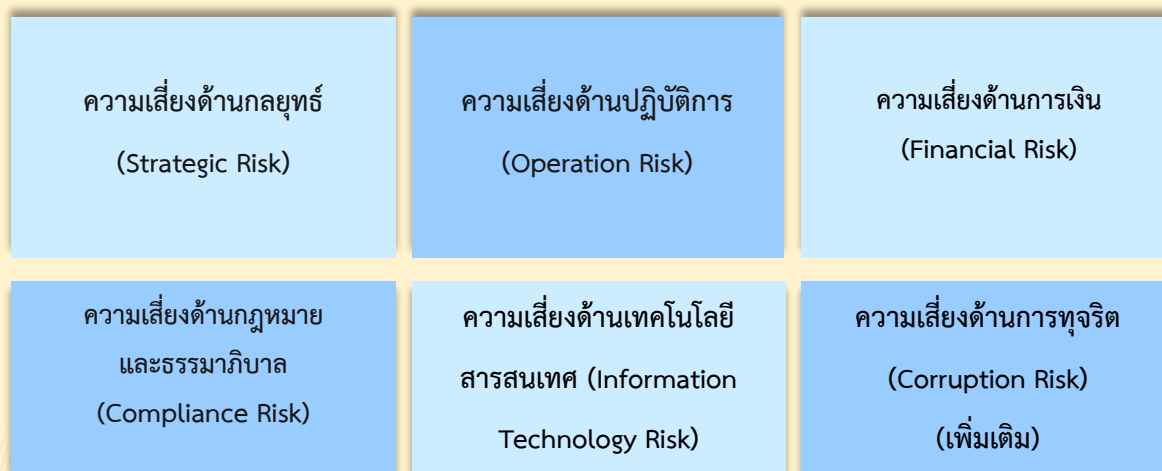 ความเสี่ยงด้านกลยุทธ์
(Strategic Risk)
ความเสี่ยงด้านปฏิบัติการ
(Operation Risk)
ความเสี่ยงด้านการเงิน
(Financial Risk)
ความเสี่ยงด้านกฎหมาย
และธรรมาภิบาล
(Compliance Risk)
ความเสี่ยงด้านเทคโนโลยี
สารสนเทศ (Information
Technology Risk)
ความเสี่ยงด้านการทุจริต
(Corruption Risk)
(เพิ่มเติม)